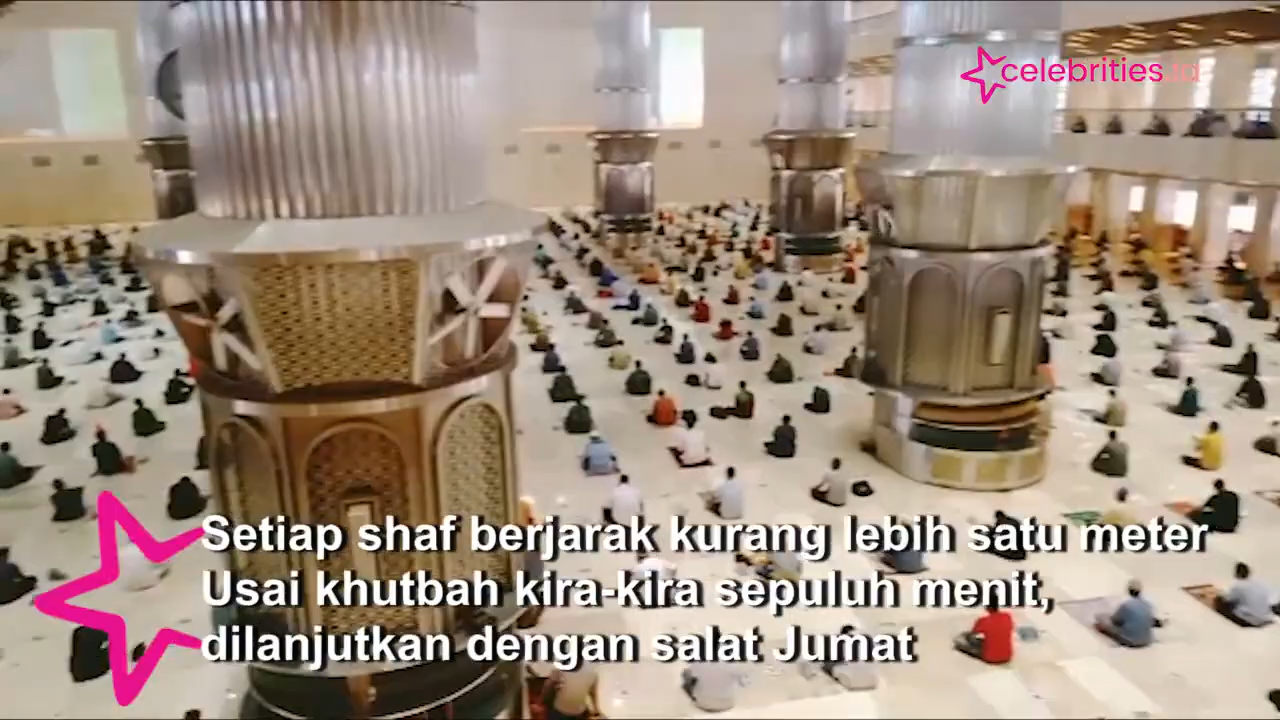 celebrities.id
Setiap shaf berjarak kurang lebih satu meter
Usai khutbah kira-kira sepuluh menit,
dilanjutkan dengan salat Jumat